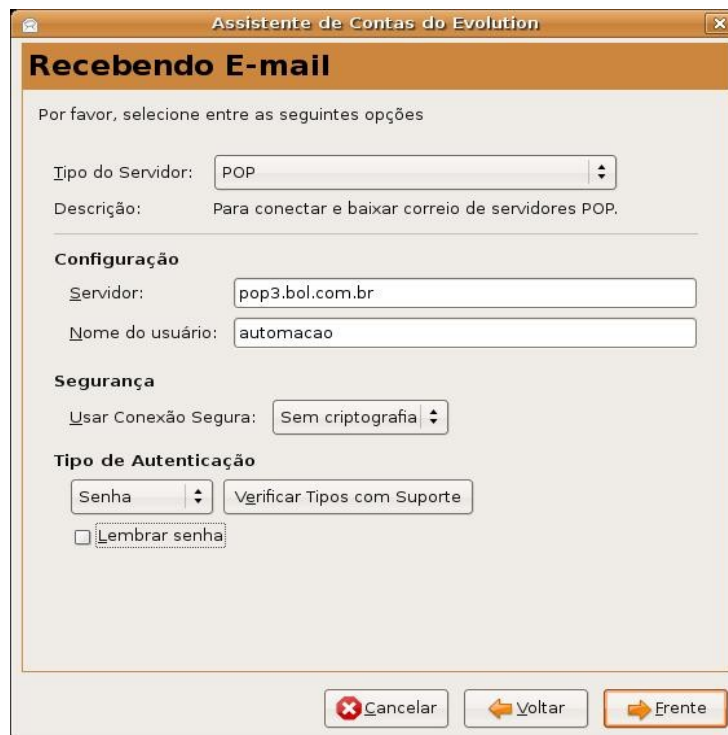 Assistente de Contas do Evolution
Recebendo E-mail
Por favor, selecione entre as seguintes opções
Tipo do Servidor: POP
Descrição: Para conectar e baixar correio de servidores POP.
Configuração
Servidor: pop3.bol.com.br
Nome do usuário: automacao
Segurança
Usar Conexão Segura: Sem criptografia
Tipo de Autenticação
Senha Verificar Tipos com Suporte
Lembrar senha
Cancelar Voltar Frente